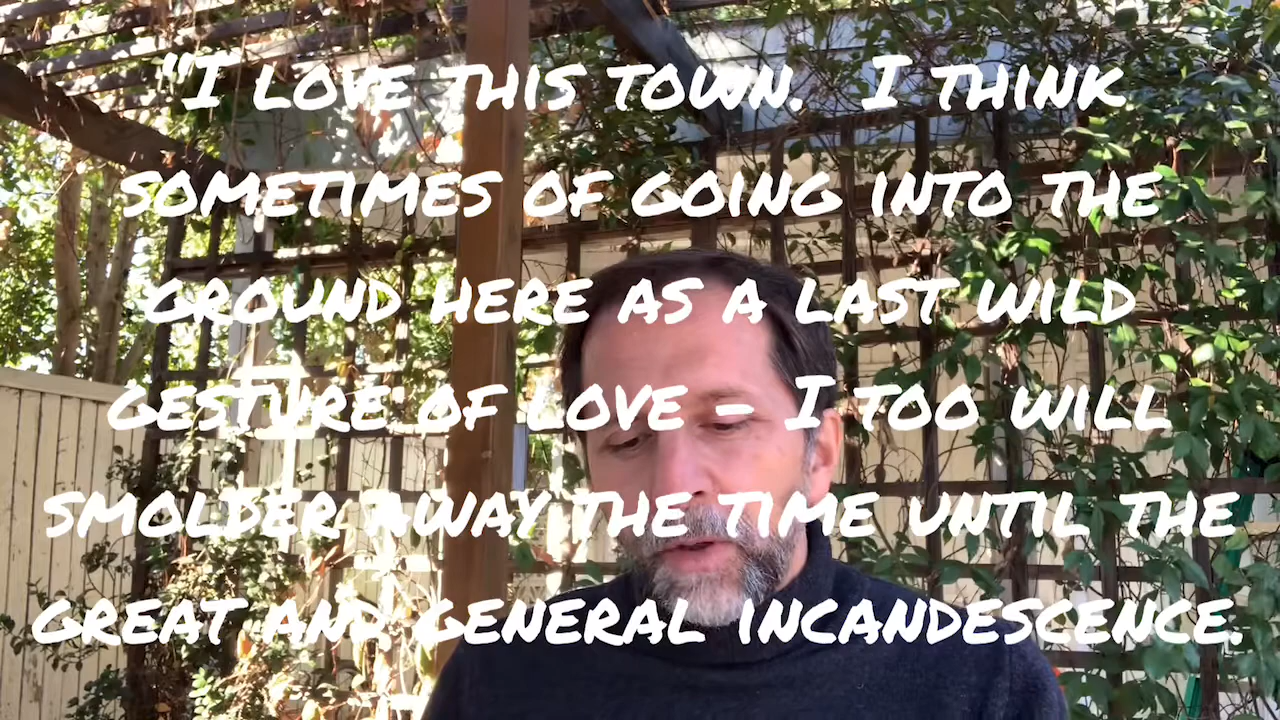 "I LOVE THIS TOWN. I THINK
SOMETIMES OF GOING INTO THE
GROUND HERE AS A LAST WILD
GESTURE OF LOVE - I TOO WILL
SMOLDER AWAY THE TIME UNTIL THE
GREAT AND GENERAL INCANDESCENCE.